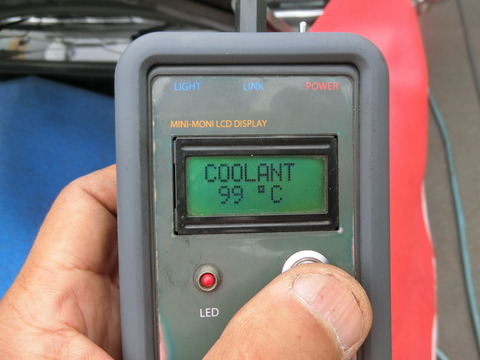 LIGHT LINK POWER
MINI-MONI LCD DISPLAY
COOLANT
99 °C
LED